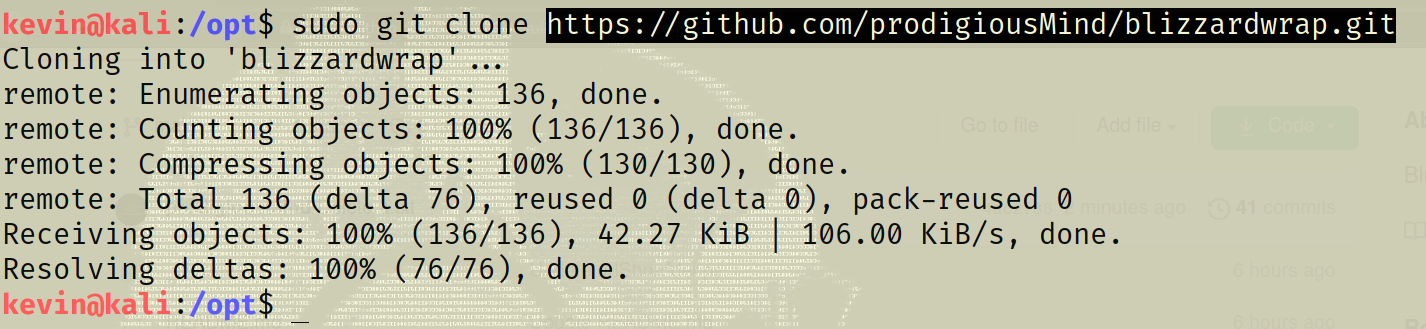 kevin@kali:/opt$ sudo git clone https://github.com/prodigiousMind/blizzardwrap.git
Cloning into 'blizzardwrap'...
remote: Enumerating objects: 136, done.
remote: Counting objects: 100% (136/136), done.
Go to file
Add file
Code
remote: Compressing objects: 100% (130/130), done.
remote: Total 136 (delta 76), reused 0 (delta 0), pack-reused 0
2 minutes ago
41 commits
Receiving objects: 100% (136/136), 42.27 KiB | 106.00 KiB/s, done.
Resolving deltas: 100% (76/76), done.
6 hours ago
kevin@kali:/opt$ _
6 hours ago